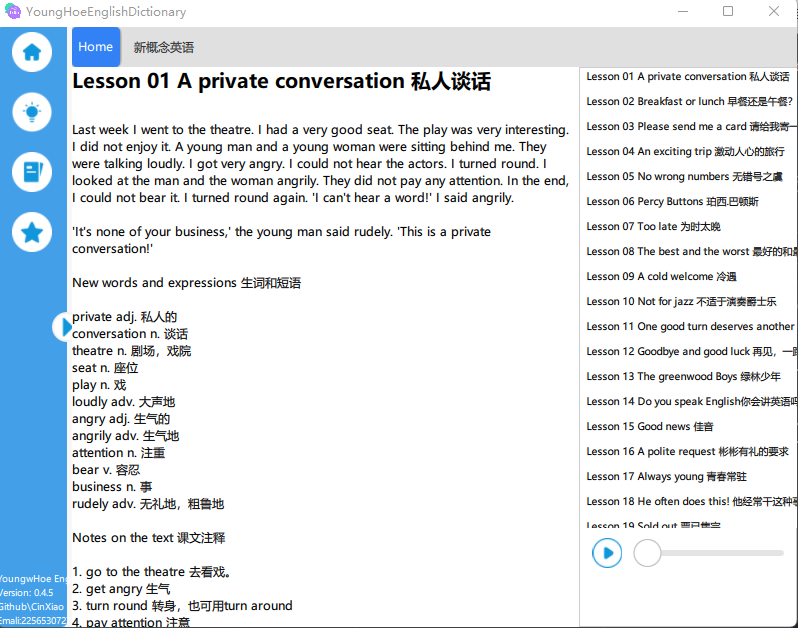 YoungHoeEnglishDictionary
Home
新概念英语
Lesson 01 A private conversation 私人谈话
Last week I went to the theatre. I had a very good seat. The play was very interesting.
I did not enjoy it. A young man and a young woman were sitting behind me. They
were talking loudly. I got very angry. I could not hear the actors. I turned round. I
looked at the man and the woman angrily. They did not pay any attention. In the end,
I could not bear it. I turned round again. 'I can't hear a word!' I said angrily.
'It's none of your business,' the young man said rudely. 'This is a private
conversation!'
New words and expressions 生词和短语
private adj. 私人的
conversation n. 谈话
theatre n. 剧场，戏院
seat n. 座位
play n. 戏
loudly adv. 大声地
angry adj. 生气的
angrily adv. 生气地
attention n. 注重
bear v. 容忍
business n. 事
rudely adv. 无礼地，粗鲁地
Notes on the text 课文注释
1. go to the theatre 去看戏。
2. get angry 生气
3. turn round 转身，也可用turn around
4. pay attention 注意
Lesson 01 A private conversation 私人谈话
Lesson 02 Breakfast or lunch 早餐还是午餐?
Lesson 03 Please send me a card 请给我寄一
Lesson 04 An exciting trip 激动人心的旅行
Lesson 05 No wrong numbers 无错号之虞
Lesson 06 Percy Buttons 珀西.巴顿斯
Lesson 07 Too late 为时太晚
Lesson 08 The best and the worst 最好的和最
Lesson 09 A cold welcome 冷遇
Lesson 10 Not for jazz 不适于演奏爵士乐
Lesson 11 One good turn deserves another
Lesson 12 Goodbye and good luck 再见，一路
Lesson 13 The greenwood Boys 绿林少年
Lesson 14 Do you speak English你会讲英语吗
Lesson 15 Good news 佳音
Lesson 16 A polite request 彬彬有礼的要求
Lesson 17 Always young 青春常驻
Lesson 18 He often does this! 他经常干这种事
Lesson 19 Sold out 票已售完
YoungwHoe Eng
Version: 0.4.5
Github\CinXiao
Emali:225653072